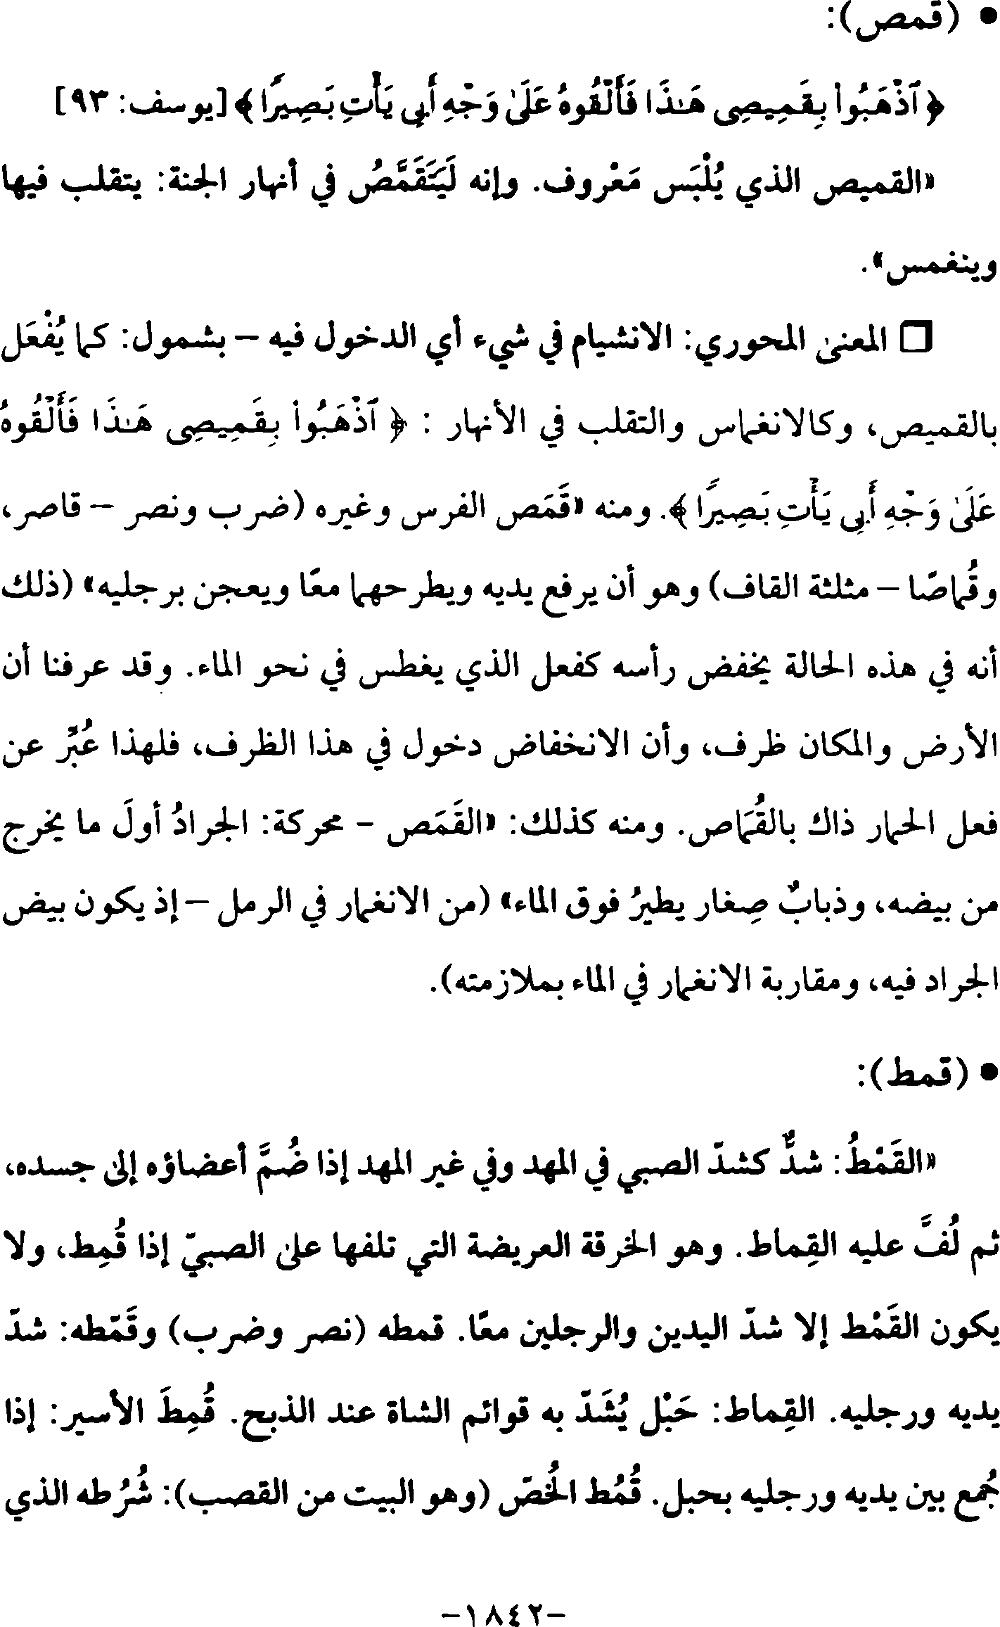 • (قمص):
﴿ ٱذْهَبُواْ بِقَمِيصِى هَـٰذَا فَأَلْقُوهُ عَلَىٰ وَجْهِ أَبِى يَأْتِ بَصِيرًا ﴾ [يوسف: ٩٣]
«القميص الذي يُلْبَس مَعْروف. وإنه لَيَتَقَمَّصُ في أنهار الجنة: يتقلب فيها
وينغمس».
□ المعنى المحوري: الانشيام في شيء أي الدخول فيه – بشمول: كما يُفْعَل
بالقميص، وكالانغماس والتقلب في الأنهار : ﴿ ٱذْهَبُواْ بِقَمِيصِى هَـٰذَا فَأَلْقُوهُ
عَلَىٰ وَجْهِ أَبِى يَأْتِ بَصِيرًا ﴾. ومنه «قَمَص الفرس وغيره (ضرب ونصر – قاصر،
وقُماصًا – مثلثة القاف) وهو أن يرفع يديه ويطرحهما معًا ويعجن برجليه» (ذلك
أنه في هذه الحالة يخفض رأسه كفعل الذي يغطس في نحو الماء. وقد عرفنا أن
الأرض والمكان ظرف، وأن الانخفاض دخول في هذا الظرف، فلهذا عُبِّر عن
فعل الحمار ذاك بالقُمَاص. ومنه كذلك: «القَمَص – محركة: الجرادُ أولَ ما يخرج
من بيضه، وذبابٌ صِغار يطيرُ فوق الماء» (من الانغمار في الرمل – إذ يكون بيض
الجراد فيه، ومقاربة الانغمار في الماء بملازمته).
• (قمط):
«القَمْطُ: شدٌّ كشدّ الصبي في المهد وفي غير المهد إذا ضُمَّ أعضاؤه إلى جسده،
ثم لُفَّ عليه القِماط. وهو الخرقة العريضة التي تلفها على الصبيّ إذا قُمِط، ولا
يكون القَمْط إلا شدّ اليدين والرجلين معًا. قمطه (نصر وضرب) وقَمّطه: شدّ
يديه ورجليه. القِماط: حَبْل يُشَدّ به قوائم الشاة عند الذبح. قُمِطَ الأسير: إذا
جُمع بين يديه ورجليه بحبل. قُمُط الخُصّ (وهو البيت من القصب): شُرُطه الذي
–١٨٤٢–